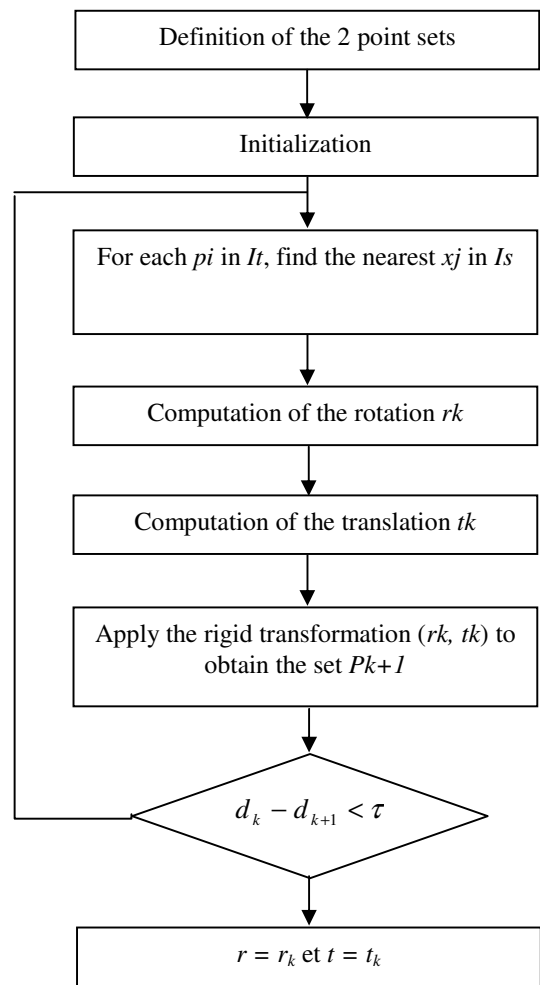 Definition of the 2 point sets
Initialization
For each pi in It, find the nearest xj in Is
Computation of the rotation rk
Computation of the translation tk
Apply the rigid transformation (rk, tk) to
obtain the set Pk+1
d_k − d_{k+1} < τ
r = r_k et t = t_k